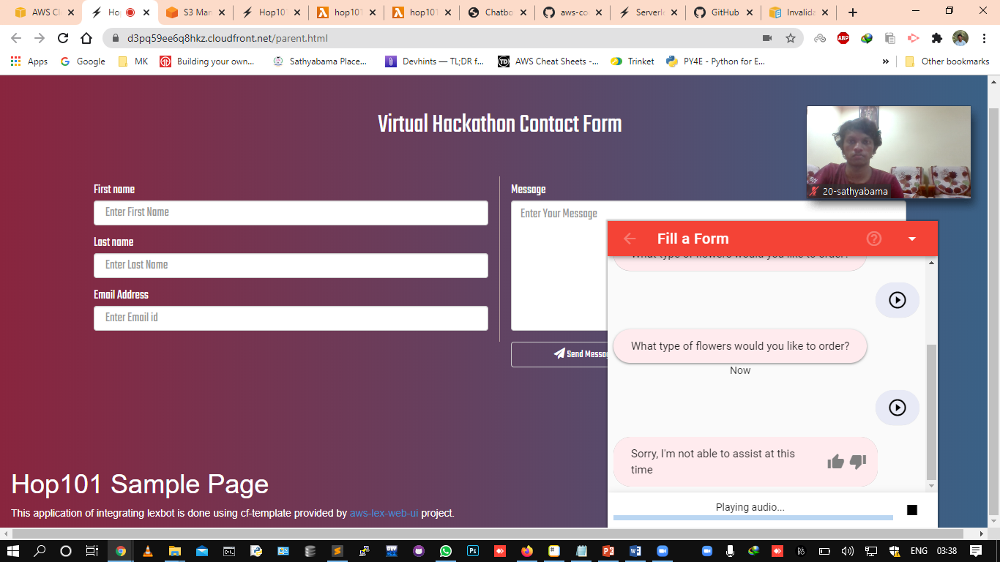 AWS Cl
Ho
S3 Man
Hop101
hop101
hop101
Chatbo
aws-co
Serverle
GitHub
Invalida
d3pq59ee6q8hkz.cloudfront.net/parent.html
ABP
Apps
Google
MK
Building your own...
Sathyabama Place...
Devhints — TL;DR f...
TD
AWS Cheat Sheets -...
Trinket
PY4E - Python for E...
»
Other bookmarks
Virtual Hackathon Contact Form
20-sathyabama
First name
Enter First Name
Last name
Enter Last Name
Email Address
Enter Email id
Message
Enter Your Message
Send Messag
Fill a Form
What type of flowers would you like to order?
What type of flowers would you like to order?
Now
Sorry, I'm not able to assist at this
time
Playing audio...
Hop101 Sample Page
This application of integrating lexbot is done using cf-template provided by aws-lex-web-ui project.
ENG
03:38